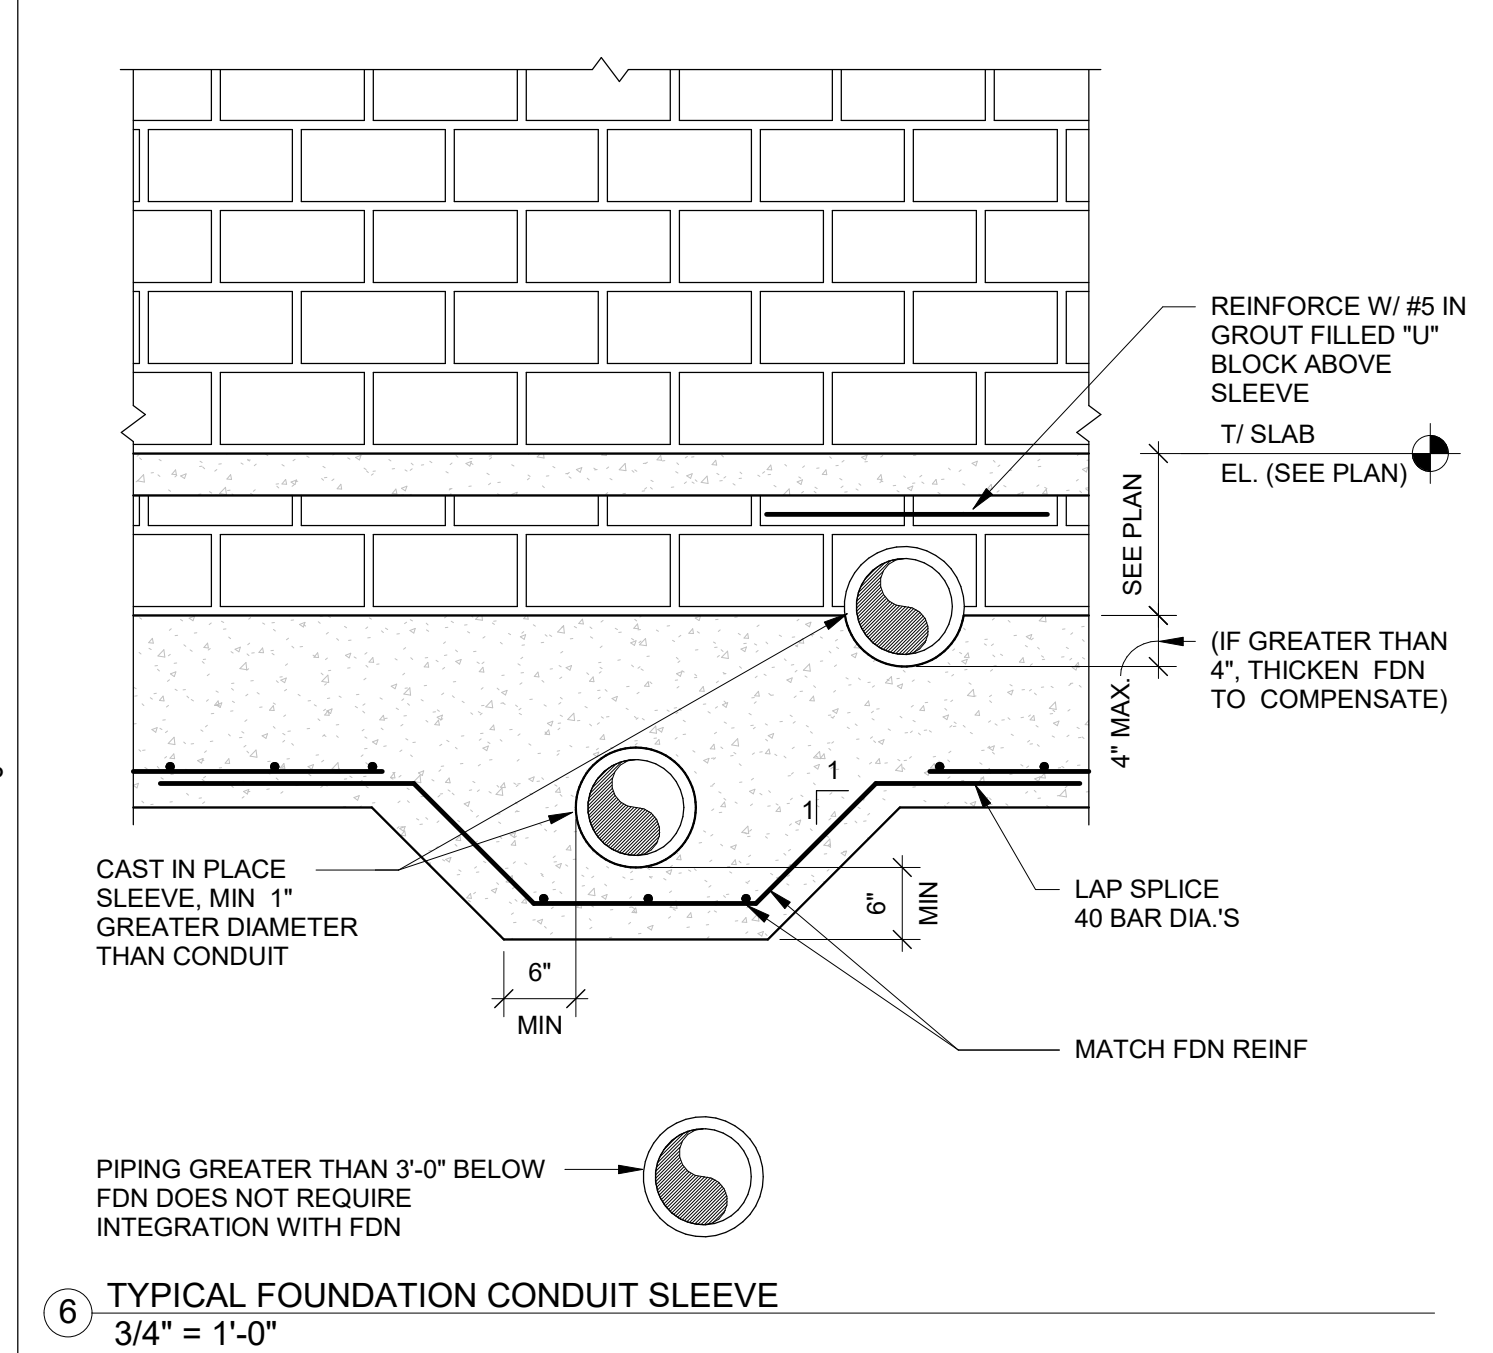 REINFORCE W/ #5 IN
GROUT FILLED "U"
BLOCK ABOVE
SLEEVE
T/ SLAB
EL. (SEE PLAN)
SEE PLAN
(IF GREATER THAN
4", THICKEN FDN
TO COMPENSATE)
4" MAX.
1
1
CAST IN PLACE
SLEEVE, MIN 1"
GREATER DIAMETER
THAN CONDUIT
LAP SPLICE
40 BAR DIA.'S
6"
MIN
6"
MIN
MATCH FDN REINF
PIPING GREATER THAN 3'-0" BELOW
FDN DOES NOT REQUIRE
INTEGRATION WITH FDN
6 TYPICAL FOUNDATION CONDUIT SLEEVE
3/4" = 1'-0"